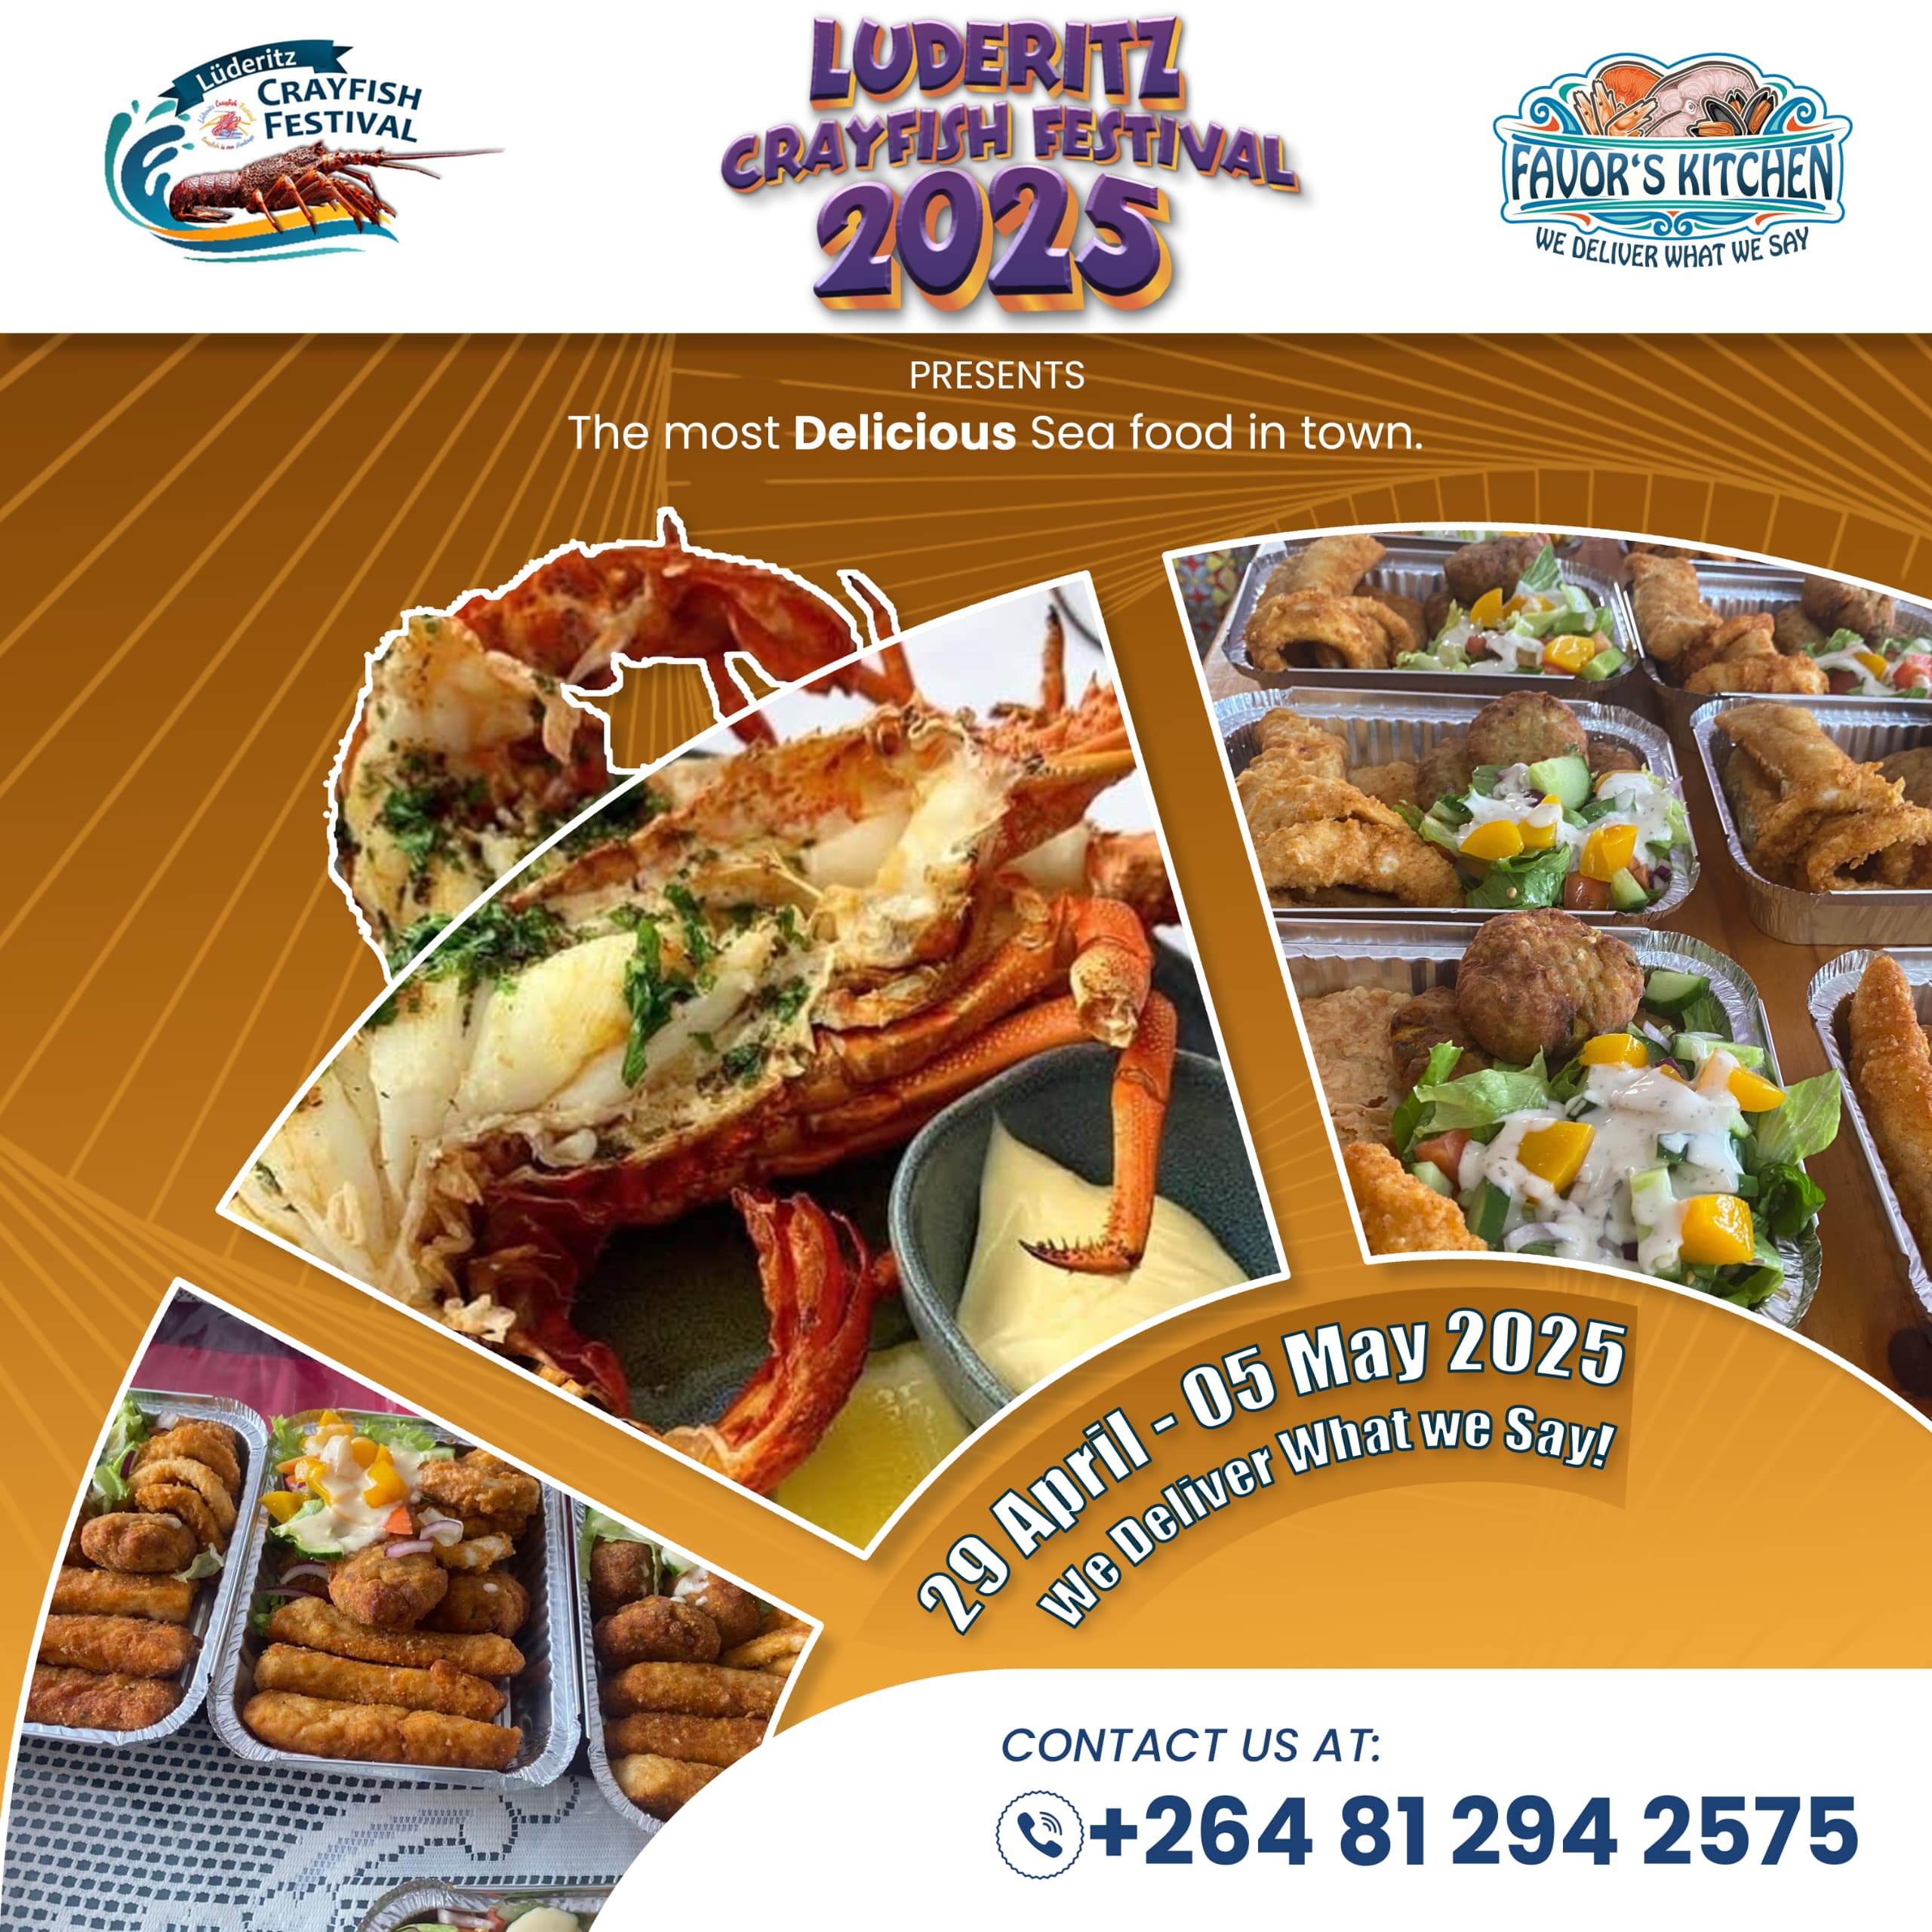 Lüderitz
CRAYFISH
FESTIVAL
LUDERITZ
CRAYFISH FESTIVAL
2025
FAVOR'S KITCHEN
WE DELIVER WHAT WE SAY
PRESENTS
The most Delicious Sea food in town.
29 April - 05 May 2025
We Deliver What we Say!
CONTACT US AT:
+264 81 294 2575